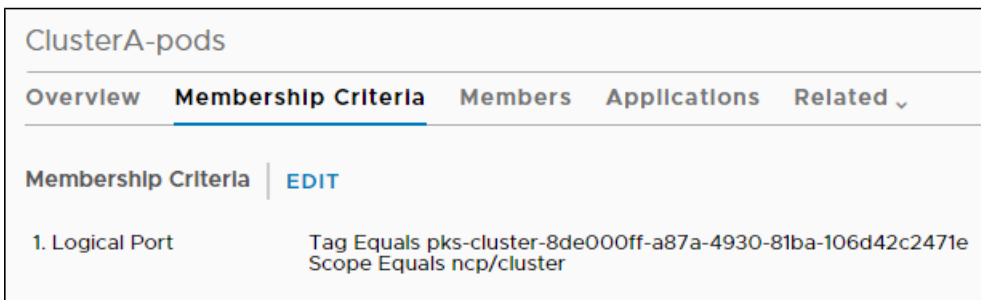 ClusterA-pods
Overview Membership Criteria Members Applications Related
Membership Criteria EDIT
1. Logical Port Tag Equals pks-cluster-8de000ff-a87a-4930-81ba-106d42c2471e
Scope Equals ncp/cluster